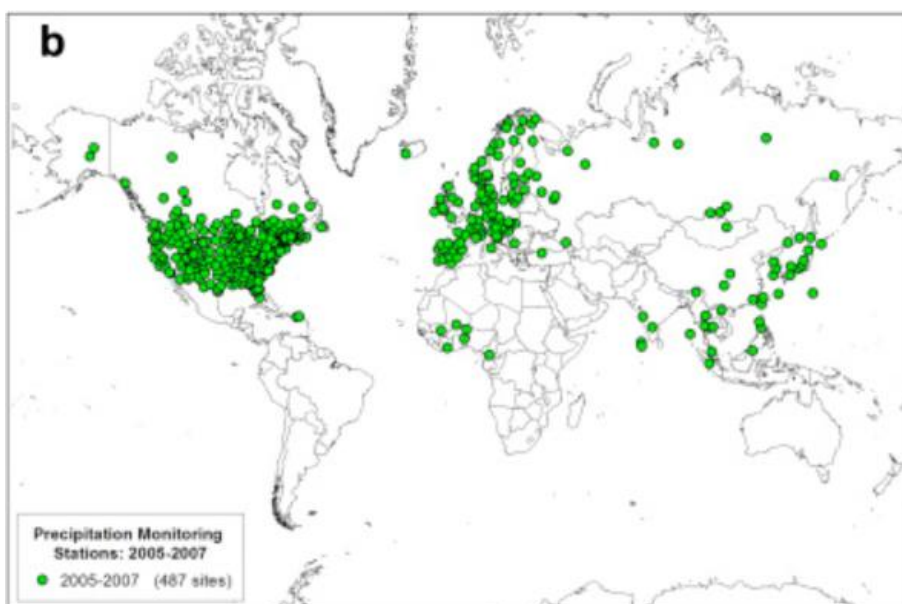 b
Precipitation Monitoring
Stations: 2005-2007
2005-2007 (487 sites)